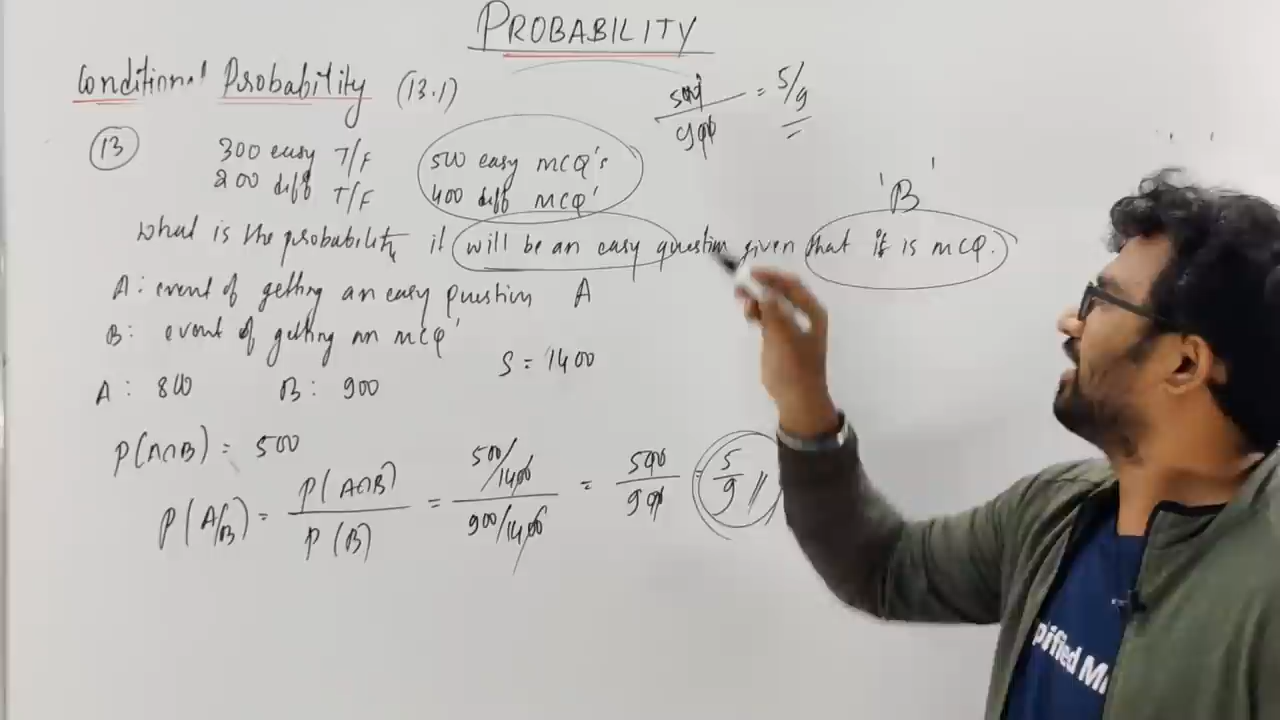 PROBABILITY
Conditional Probability (13.1)
500/900 = 5/9
13
300 easy T/F
200 diff T/F
500 easy MCQ's
400 diff MCQ'
'B'
What is the probability it will be an easy question given that it is MCQ.
A: event of getting an easy question A
B: event of getting an MCQ'
S = 1400
A: 800 B: 900
P(A∩B) = 500
P(A/B) = P(A∩B)/P(B) = (500/1400)/(900/1400) = 500/900 = 5/9 //